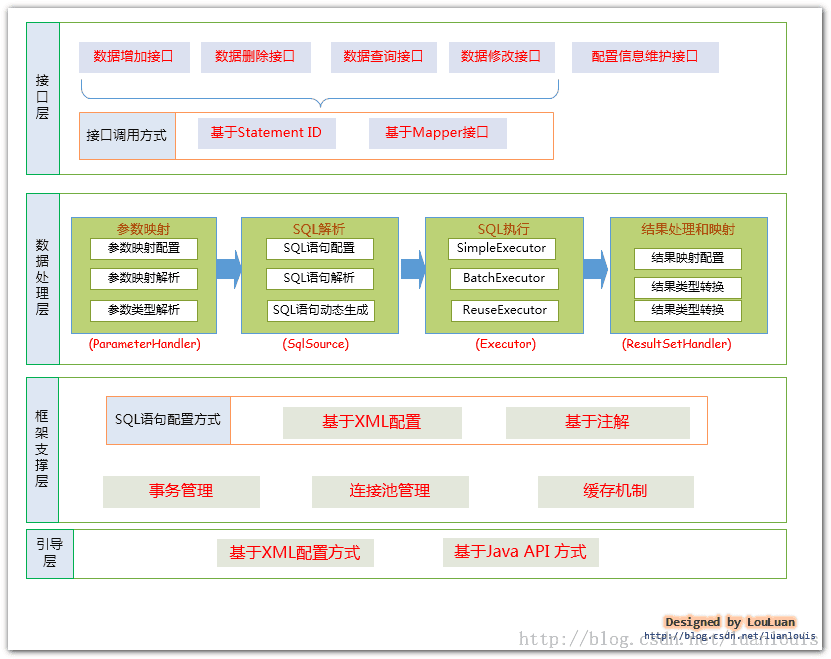 接口层
数据增加接口
数据删除接口
数据查询接口
数据修改接口
配置信息维护接口
接口调用方式
基于Statement ID
基于Mapper接口
数据处理层
参数映射
参数映射配置
参数映射解析
参数类型解析
(ParameterHandler)
SQL解析
SQL语句配置
SQL语句解析
SQL语句动态生成
(SqlSource)
SQL执行
SimpleExecutor
BatchExecutor
ReuseExecutor
(Executor)
结果处理和映射
结果映射配置
结果类型转换
结果类型转换
(ResultSetHandler)
框架支撑层
SQL语句配置方式
基于XML配置
基于注解
事务管理
连接池管理
缓存机制
引导层
基于XML配置方式
基于Java API 方式
Designed by LouLuan
http://blog.csdn.net/luanlouis
http://blog.csdn.net/luanlouis